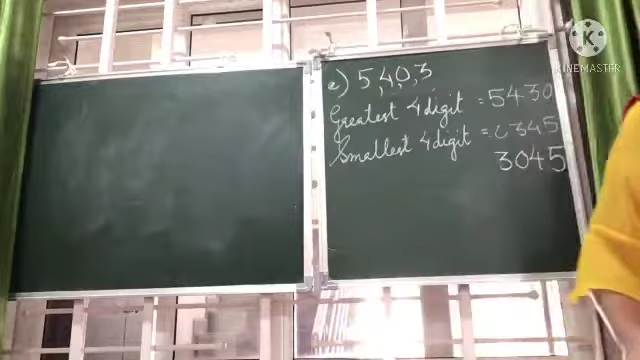 e) 5,4,0,3
Greatest 4 digit = 5430
Smallest 4 digit = 0345
3045
K
KINEMASTER